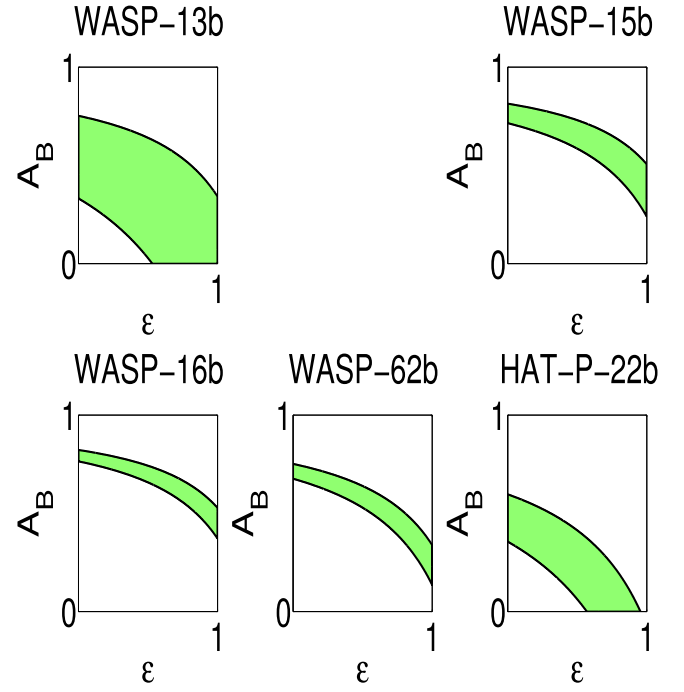 WASP−13b
1
A_B
0
1
ε
WASP−15b
1
A_B
0
1
ε
WASP−16b
1
A_B
0
1
ε
WASP−62b
1
A_B
0
1
ε
HAT−P−22b
1
A_B
0
1
ε